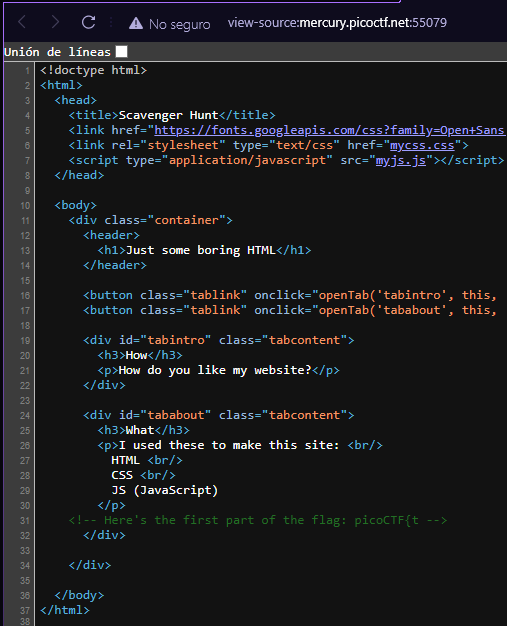 No seguro view-source:mercury.picoctf.net:55079
Unión de líneas
1 <!doctype html>
2 <html>
3 <head>
4 <title>Scavenger Hunt</title>
5 <link href="https://fonts.googleapis.com/css?family=Open+Sans
6 <link rel="stylesheet" type="text/css" href="mycss.css">
7 <script type="application/javascript" src="myjs.js"></script>
8 </head>
9
10 <body>
11 <div class="container">
12 <header>
13 <h1>Just some boring HTML</h1>
14 </header>
15
16 <button class="tablink" onclick="openTab('tabintro', this,
17 <button class="tablink" onclick="openTab('tababout', this,
18
19 <div id="tabintro" class="tabcontent">
20 <h3>How</h3>
21 <p>How do you like my website?</p>
22 </div>
23
24 <div id="tababout" class="tabcontent">
25 <h3>What</h3>
26 <p>I used these to make this site: <br/>
27 HTML <br/>
28 CSS <br/>
29 JS (JavaScript)
30 </p>
31 <!-- Here's the first part of the flag: picoCTF{t -->
32 </div>
33
34 </div>
35
36 </body>
37 </html>
38